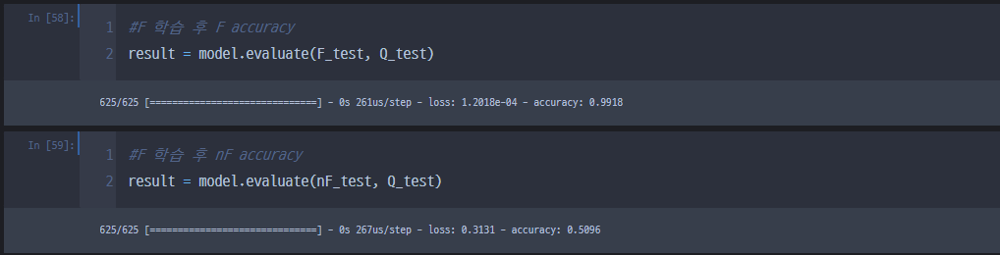 In [58]:
1 #F 학습 후 F accuracy
2 result = model.evaluate(F_test, Q_test)
625/625 [==============================] - 0s 261us/step - loss: 1.2018e-04 - accuracy: 0.9918
In [59]:
1 #F 학습 후 nF accuracy
2 result = model.evaluate(nF_test, Q_test)
625/625 [==============================] - 0s 267us/step - loss: 0.3131 - accuracy: 0.5096